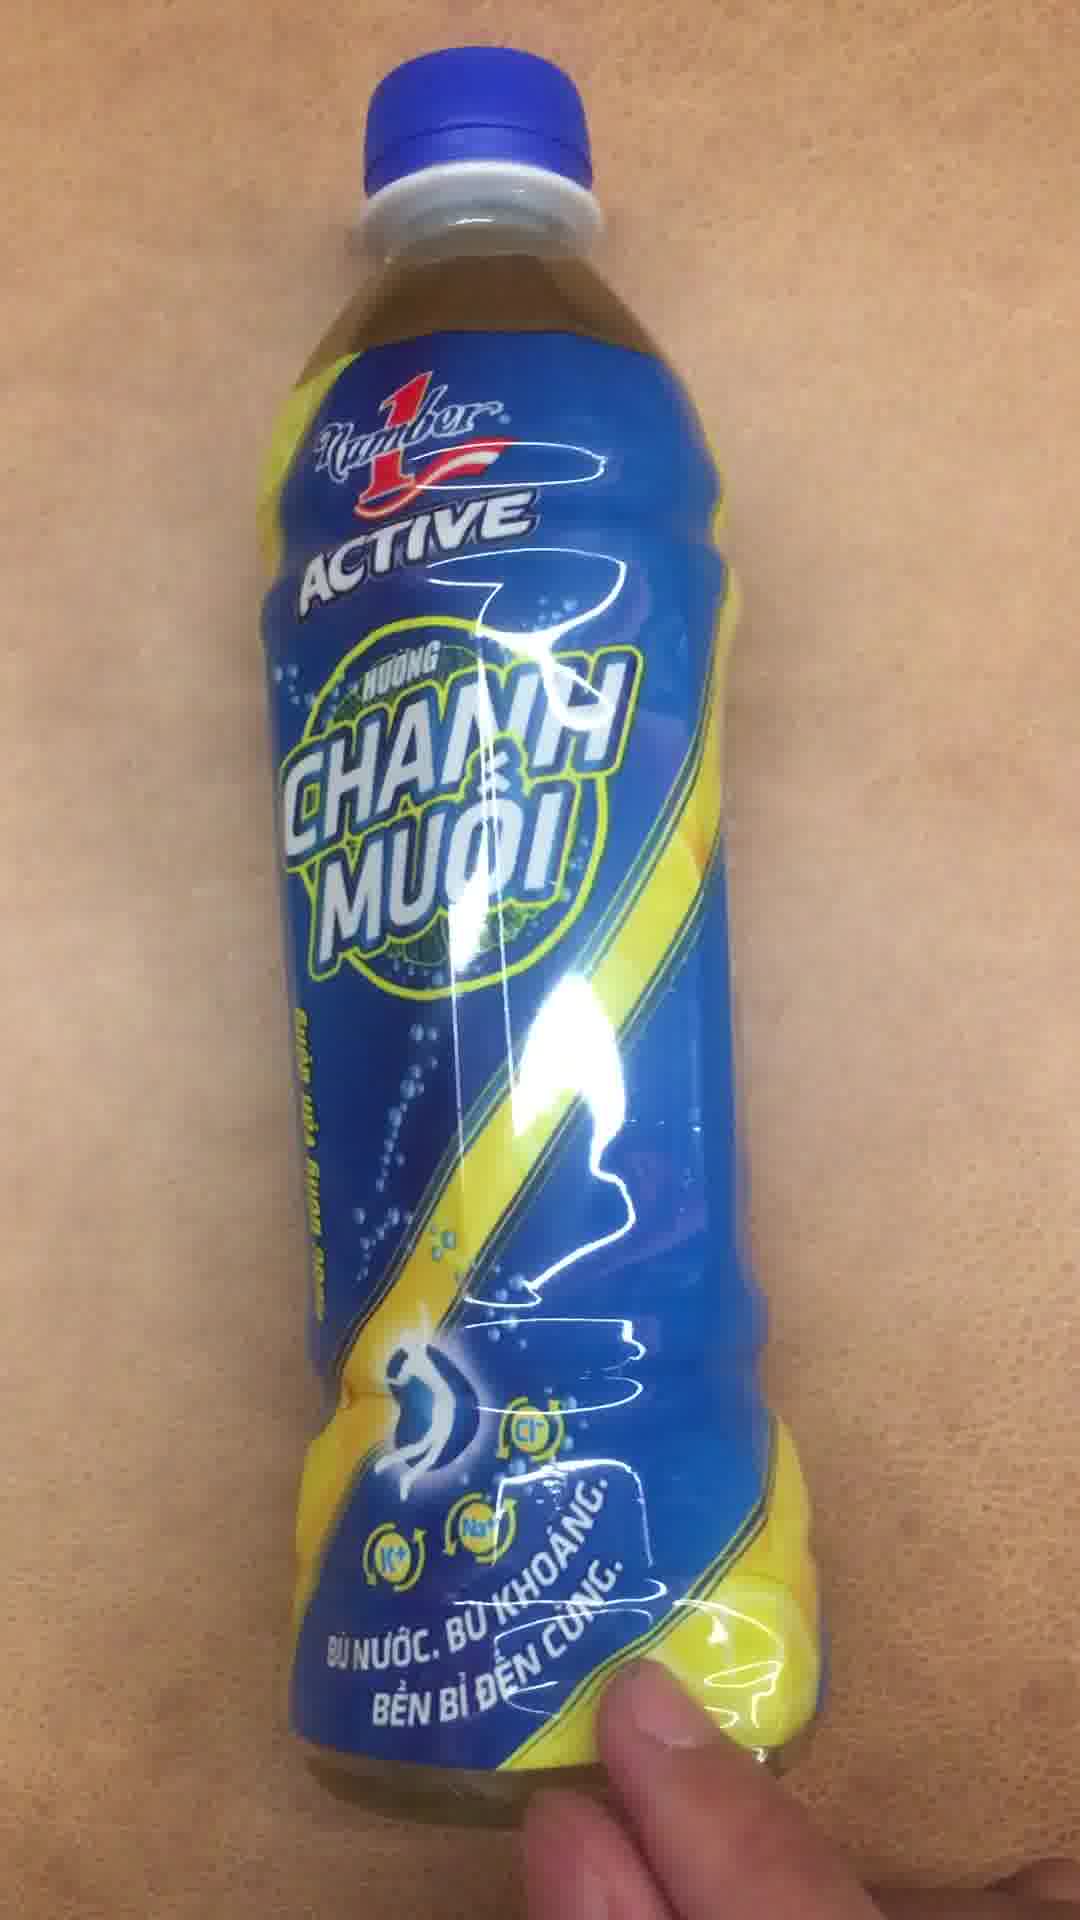 Number 1
ACTIVE
HƯƠNG
CHANH
MUỐI
Cl-
Na+
K+
BÙ NƯỚC. BÙ KHOÁNG.
BỀN BỈ ĐẾN CÙNG.